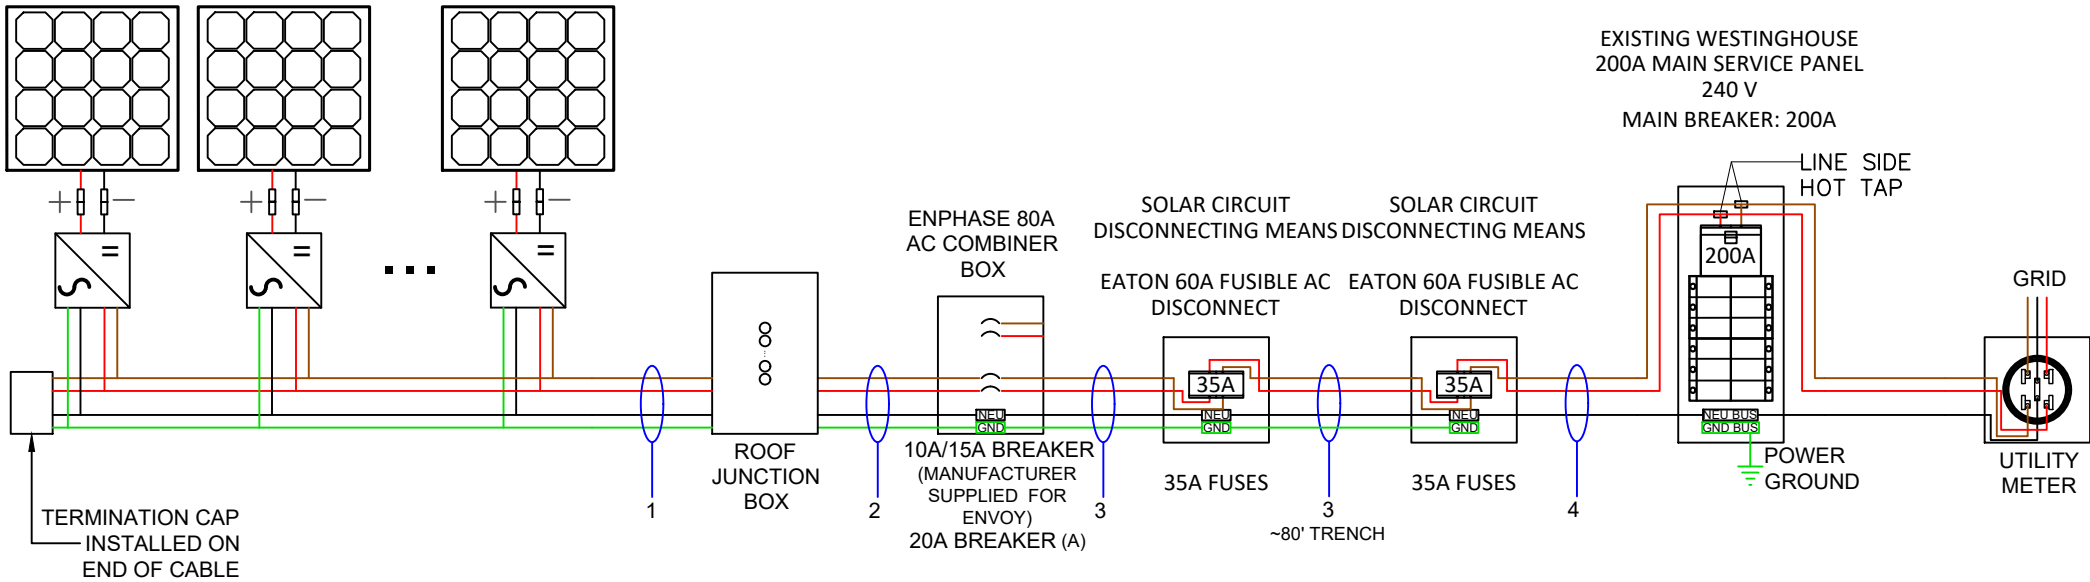 EXISTING WESTINGHOUSE
200A MAIN SERVICE PANEL
240 V
MAIN BREAKER: 200A
LINE SIDE
HOT TAP
+
—
+
—
+
—
ENPHASE 80A
AC COMBINER
BOX
SOLAR CIRCUIT
DISCONNECTING MEANS
EATON 60A FUSIBLE AC
DISCONNECT
SOLAR CIRCUIT
DISCONNECTING MEANS
EATON 60A FUSIBLE AC
DISCONNECT
200A
GRID
35A
35A
NEU
GND
NEU
GND
NEU
GND
NEU BUS
GND BUS
ROOF
JUNCTION
BOX
10A/15A BREAKER
(MANUFACTURER
SUPPLIED FOR
ENVOY)
20A BREAKER (A)
35A FUSES
35A FUSES
POWER
GROUND
UTILITY
METER
1
2
3
3
~80' TRENCH
4
TERMINATION CAP
INSTALLED ON
END OF CABLE